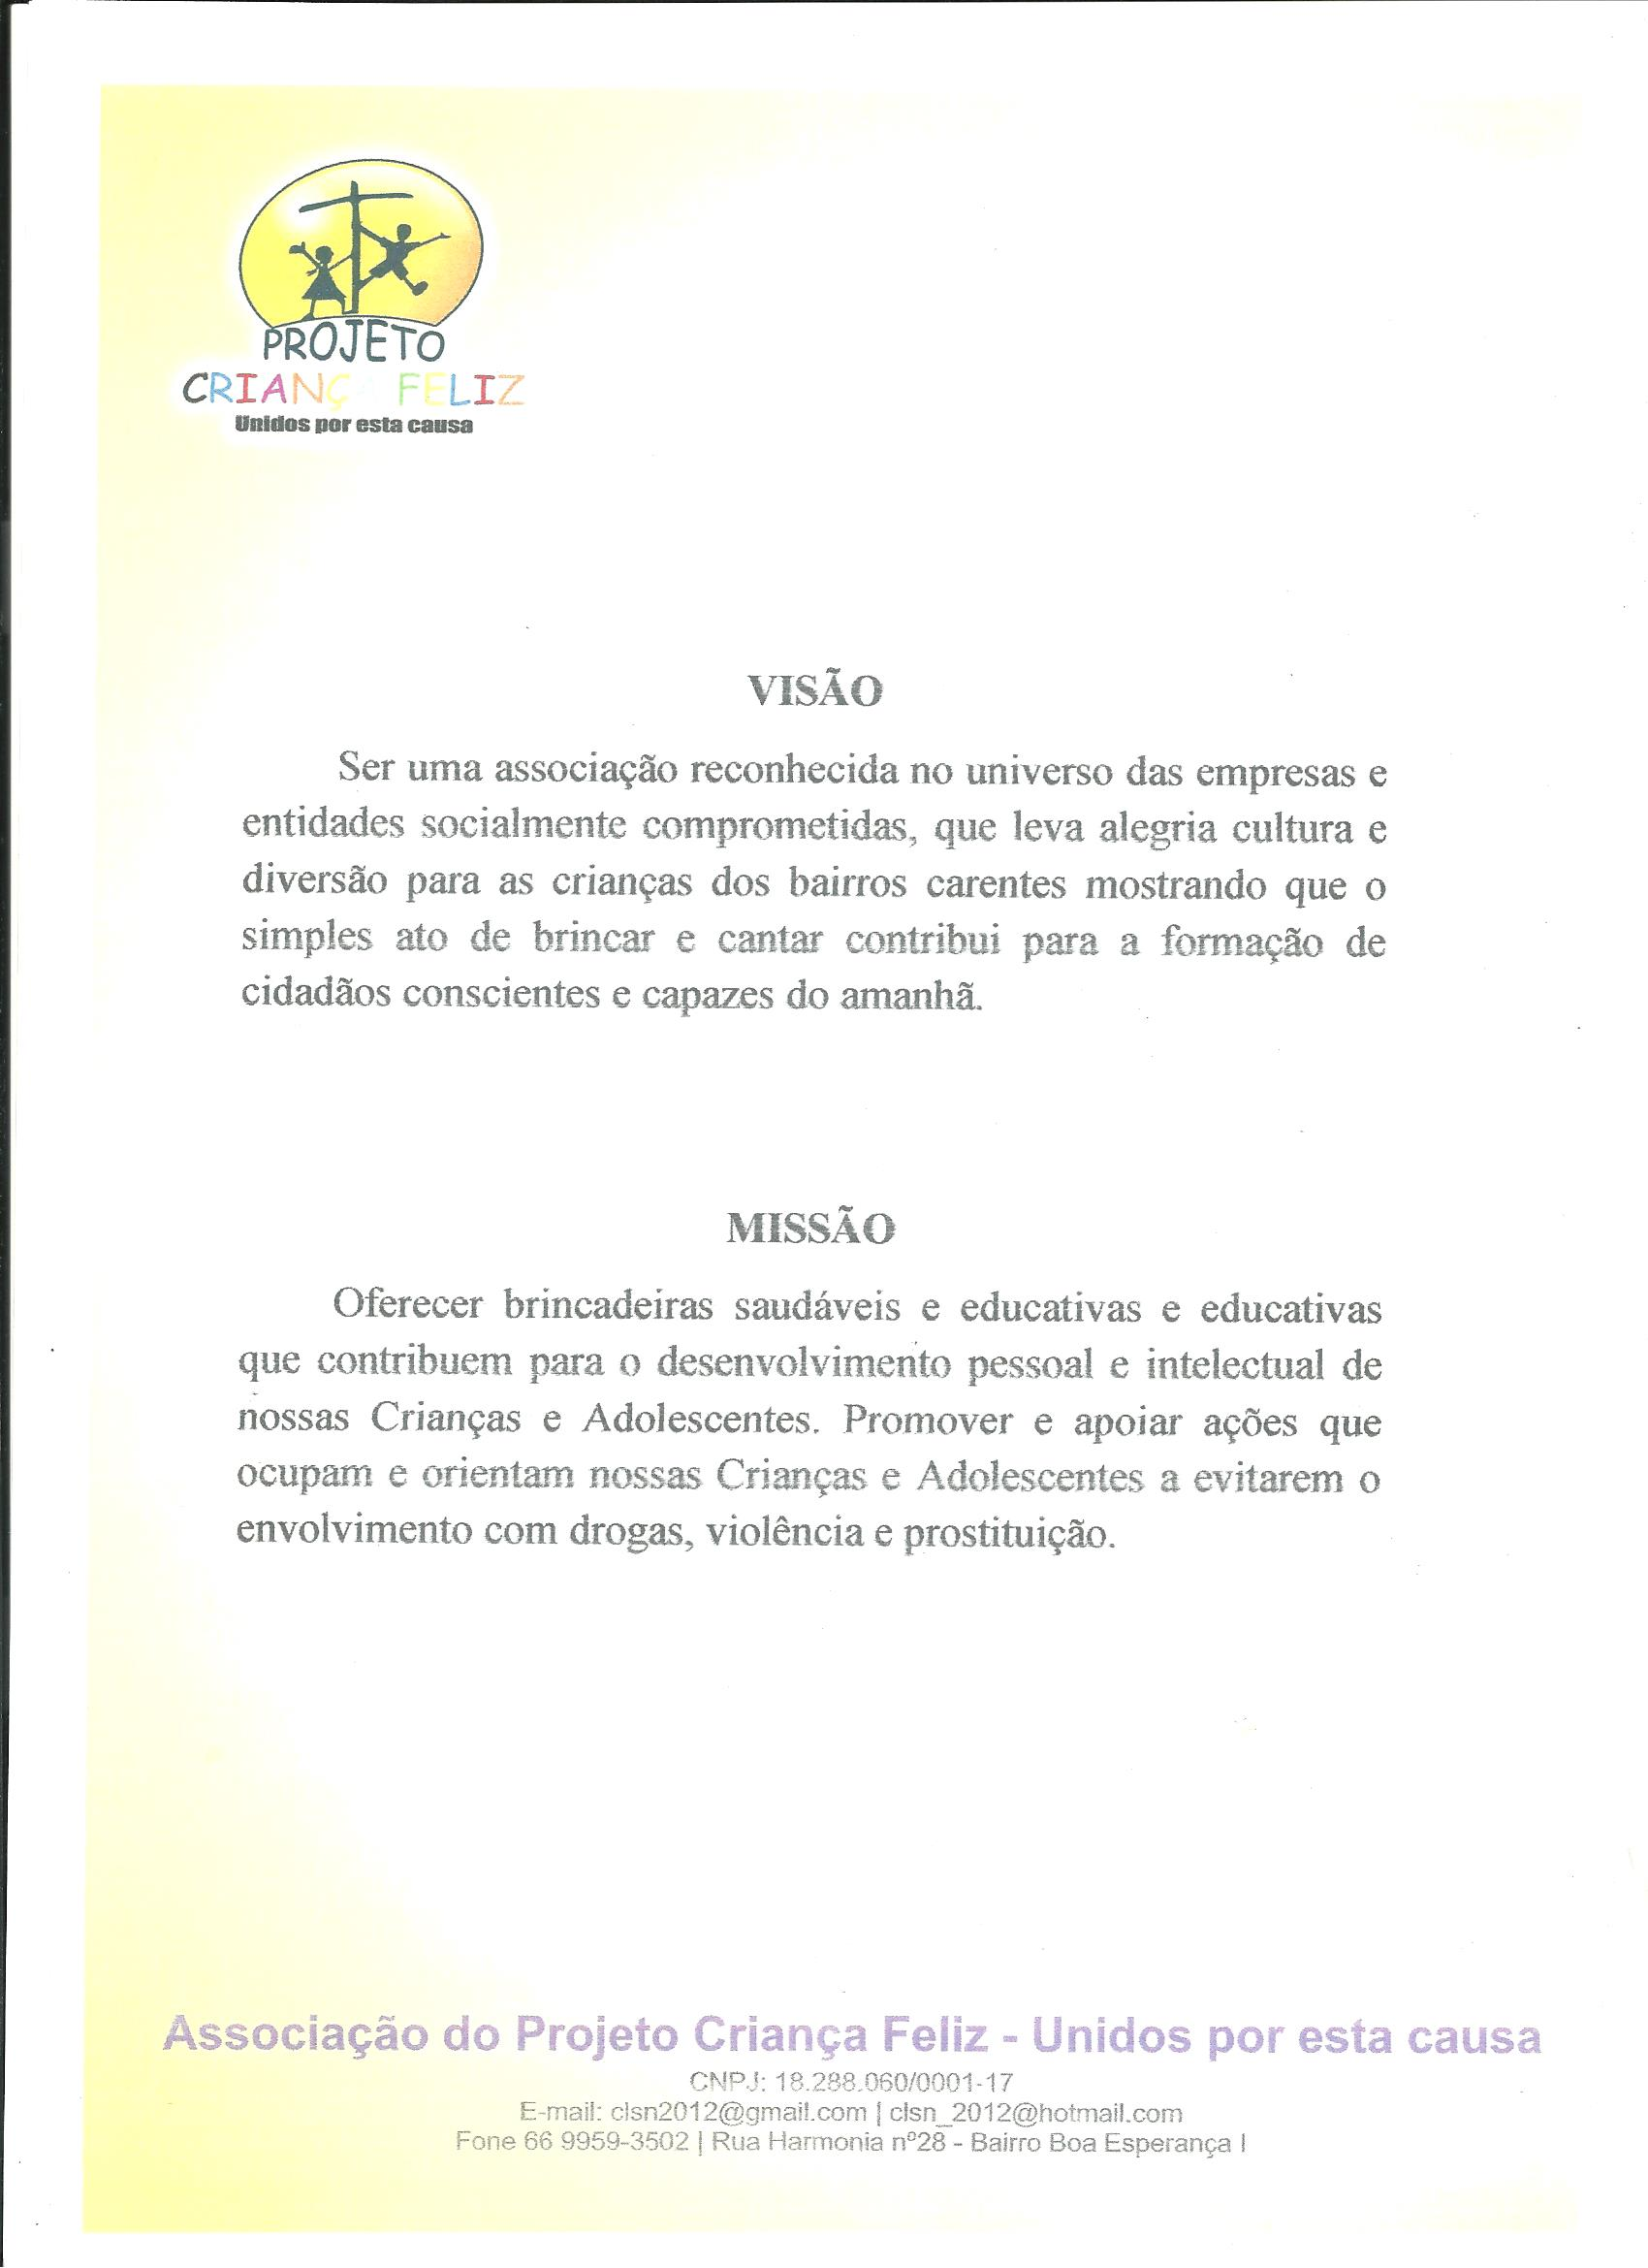 PROJETO
CRIANÇA FELIZ
Unidos por esta causa
VISÃO
Ser uma associação reconhecida no universo das empresas e
entidades socialmente comprometidas, que leva alegria cultura e
diversão para as crianças dos bairros carentes mostrando que o
simples ato de brincar e cantar contribui para a formação de
cidadãos conscientes e capazes do amanhã.
MISSÃO
Oferecer brincadeiras saudáveis e educativas e educativas
que contribuem para o desenvolvimento pessoal e intelectual de
nossas Crianças e Adolescentes. Promover e apoiar ações que
ocupam e orientam nossas Crianças e Adolescentes a evitarem o
envolvimento com drogas, violência e prostituição.
Associação do Projeto Criança Feliz - Unidos por esta causa
CNPJ: 18.288.060/0001-17
E-mail: clsn2012@gmail.com | clsn_2012@hotmail.com
Fone 66 9959-3502 | Rua Harmonia nº28 - Bairro Boa Esperança I